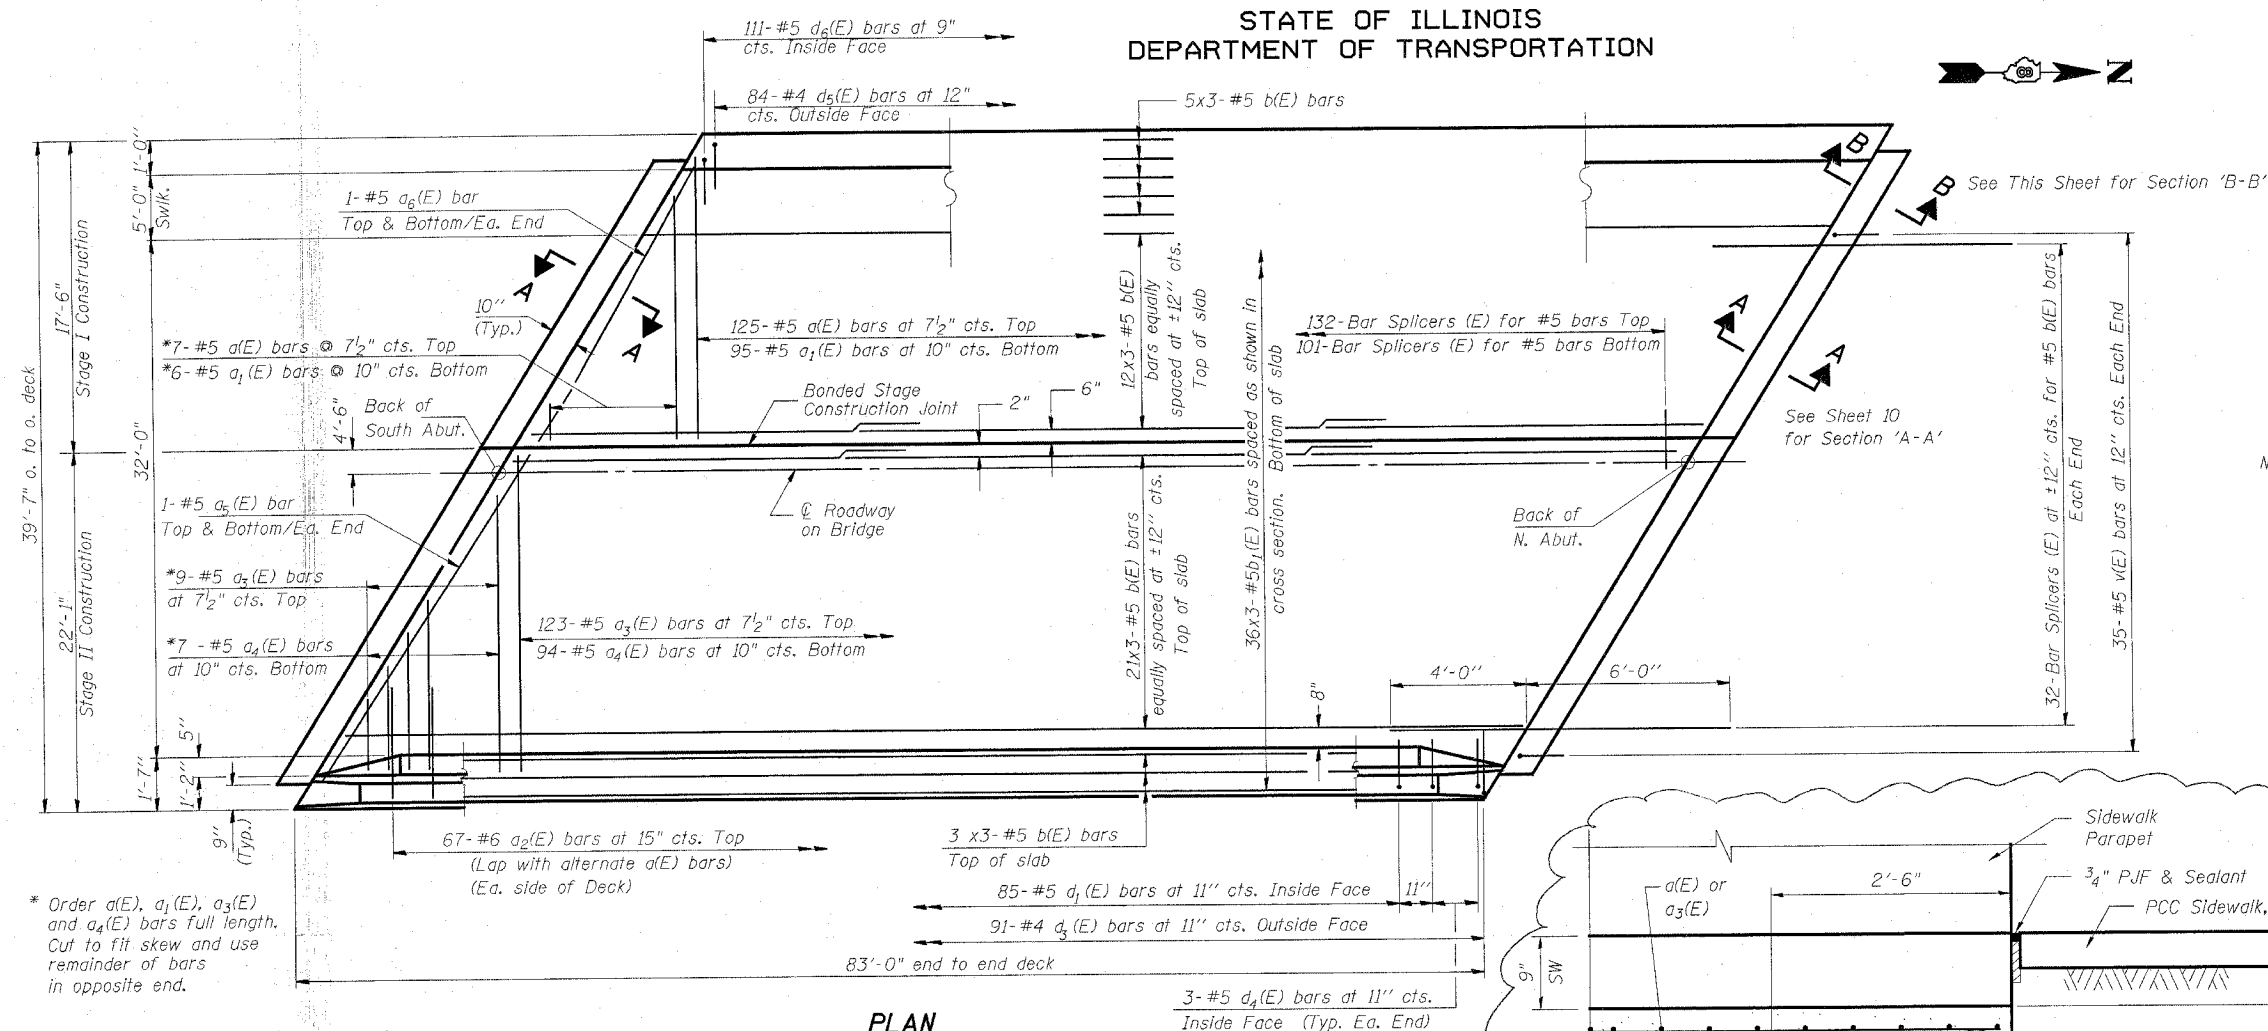 STATE OF ILLINOIS
DEPARTMENT OF TRANSPORTATION
N
111-#5 d6(E) bars at 9"
cts. Inside Face
84-#4 d5(E) bars at 12"
cts. Outside Face
5x3-#5 b(E) bars
1'-0"
5'-0"
Swlk.
1-#5 a6(E) bar
Top & Bottom/Ea. End
B
B
See This Sheet for Section 'B-B'
A
A
10"
(Typ.)
39'-7" o. to o. deck
17'-6"
Stage I Construction
32'-0"
*7-#5 a(E) bars @ 7½" cts. Top
*6-#5 a1(E) bars @ 10" cts. Bottom
125-#5 a(E) bars at 7½" cts. Top
95-#5 a1(E) bars at 10" cts. Bottom
12x3-#5 b(E)
bars equally
spaced at ±12" cts.
Top of slab
132-Bar Splicers (E) for #5 bars Top
101-Bar Splicers (E) for #5 bars Bottom
A
A
See Sheet 10
for Section 'A-A'
32-Bar Splicers (E) at ±12" cts. for #5 b(E) bars
Each End
35-#5 v(E) bars at 12" cts. Each End
4'-6"
Back of
South Abut.
Bonded Stage
Construction Joint
2"
6"
36x3-#5b1(E) bars spaced as shown in
cross section. Bottom of slab
℄ Roadway
on Bridge
Back of
N. Abut.
22'-1"
Stage II Construction
1-#5 a5(E) bar
Top & Bottom/Ea. End
*9-#5 a3(E) bars
at 7½" cts. Top
*7 -#5 a4(E) bars
at 10" cts. Bottom
123-#5 a3(E) bars at 7½" cts. Top
94-#5 a4(E) bars at 10" cts. Bottom
21x3-#5 b(E) bars
equally spaced at ±12" cts.
Top of slab
4'-0"
6'-0"
8"
5"
1'-7"
1'-2"
9"
(Typ.)
67-#6 a2(E) bars at 15" cts. Top
(Lap with alternate a(E) bars)
(Ea. side of Deck)
3 x3-#5 b(E) bars
Top of slab
85-#5 d1(E) bars at 11" cts. Inside Face
11"
91-#4 d3(E) bars at 11" cts. Outside Face
83'-0" end to end deck
3-#5 d4(E) bars at 11" cts.
Inside Face (Typ. Ea. End)
* Order a(E), a1(E), a3(E)
and a4(E) bars full length.
Cut to fit skew and use
remainder of bars
in opposite end.
PLAN
Sidewalk
Parapet
a(E) or
a3(E)
2'-6"
¾" PJF & Sealant
PCC Sidewalk,
9"
SW